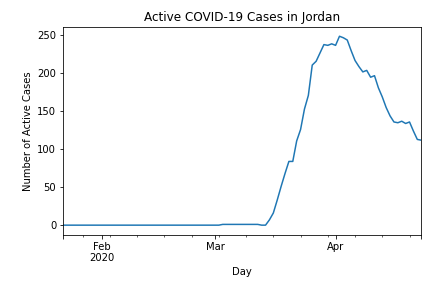 Active COVID-19 Cases in Jordan
250
200
150
100
50
0
Number of Active Cases
Feb
2020
Mar
Apr
Day